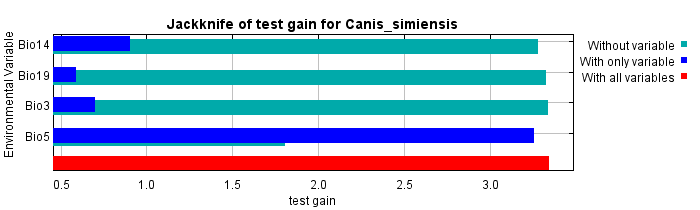 Jackknife of test gain for Canis_simiensis
Environmental Variable
Bio14
Bio19
Bio3
Bio5
0.5 1.0 1.5 2.0 2.5 3.0
test gain
Without variable
With only variable
With all variables